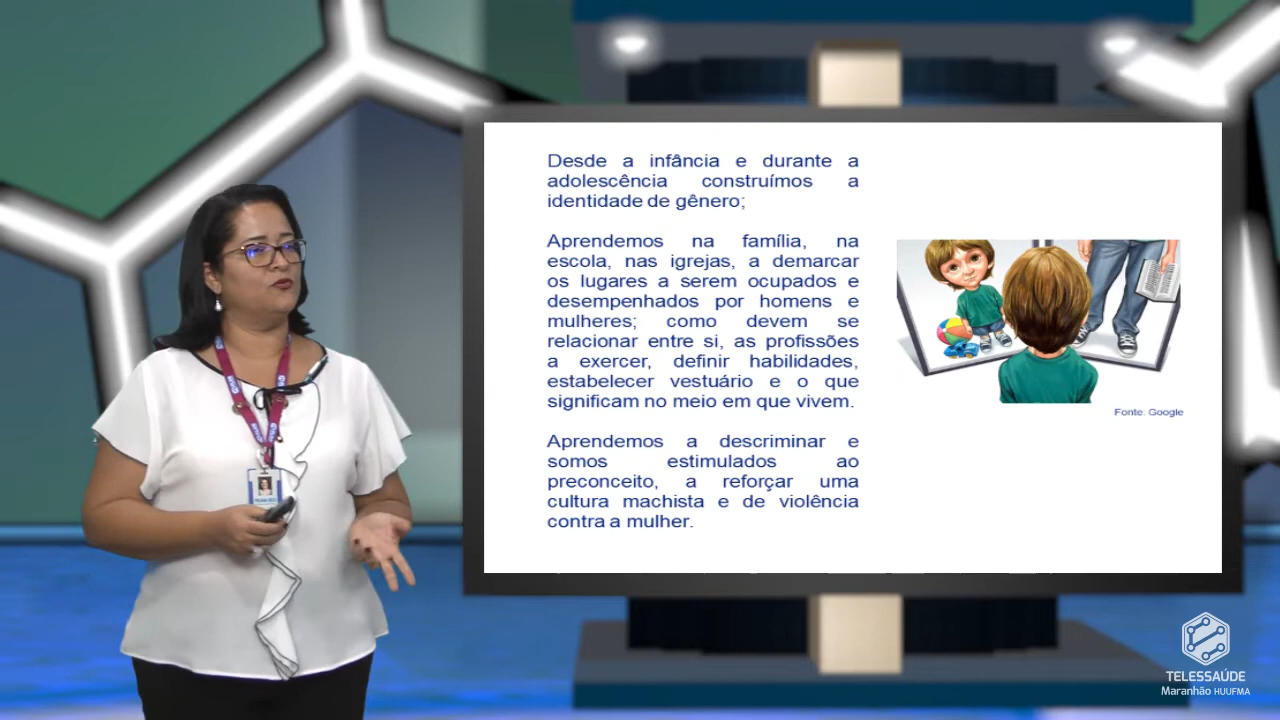 Desde a infância e durante a
adolescência construímos a
identidade de gênero;
Aprendemos na família, na
escola, nas igrejas, a demarcar
os lugares a serem ocupados e
desempenhados por homens e
mulheres; como devem se
relacionar entre si, as profissões
a exercer, definir habilidades,
estabelecer vestuário e o que
significam no meio em que vivem.
Aprendemos a descriminar e
somos estimulados ao
preconceito, a reforçar uma
cultura machista e de violência
contra a mulher.
Fonte: Google
TELESSAÚDE
Maranhão HUUFMA